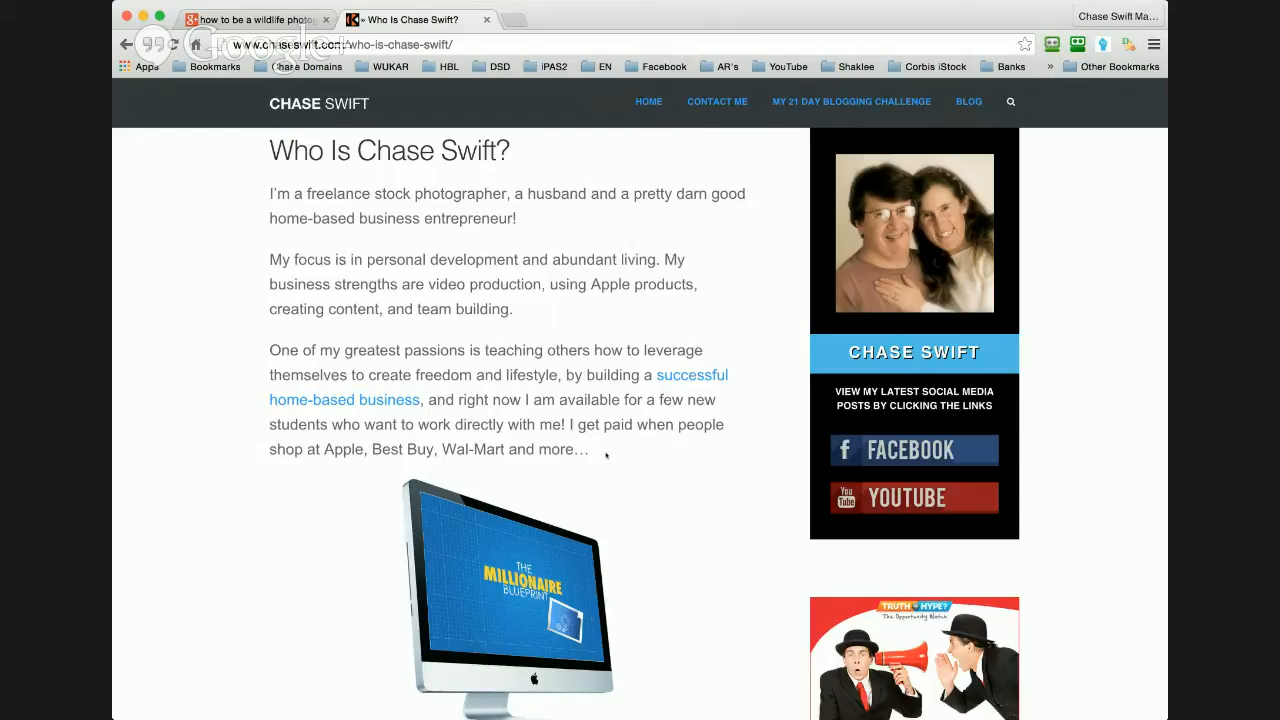 how to be a wildlife photog
» Who Is Chase Swift?
Chase Swift Ma...
Google+
www.chaseswift.com/who-is-chase-swift/
Apps
Bookmarks
Chase Domains
WUKAR
HBL
DSD
iPAS2
EN
Facebook
AR's
YouTube
Shaklee
Corbis iStock
Banks
»
Other Bookmarks
CHASE SWIFT
HOME
CONTACT ME
MY 21 DAY BLOGGING CHALLENGE
BLOG
Who Is Chase Swift?
I'm a freelance stock photographer, a husband and a pretty darn good
home-based business entrepreneur!
My focus is in personal development and abundant living. My
business strengths are video production, using Apple products,
creating content, and team building.
One of my greatest passions is teaching others how to leverage
themselves to create freedom and lifestyle, by building a successful
home-based business, and right now I am available for a few new
students who want to work directly with me! I get paid when people
shop at Apple, Best Buy, Wal-Mart and more…
THE
MILLIONAIRE
BLUEPRINT
CHASE SWIFT
VIEW MY LATEST SOCIAL MEDIA
POSTS BY CLICKING THE LINKS
f FACEBOOK
You
Tube
YOUTUBE
TRUTH or HYPE?
The Opportunity Watch